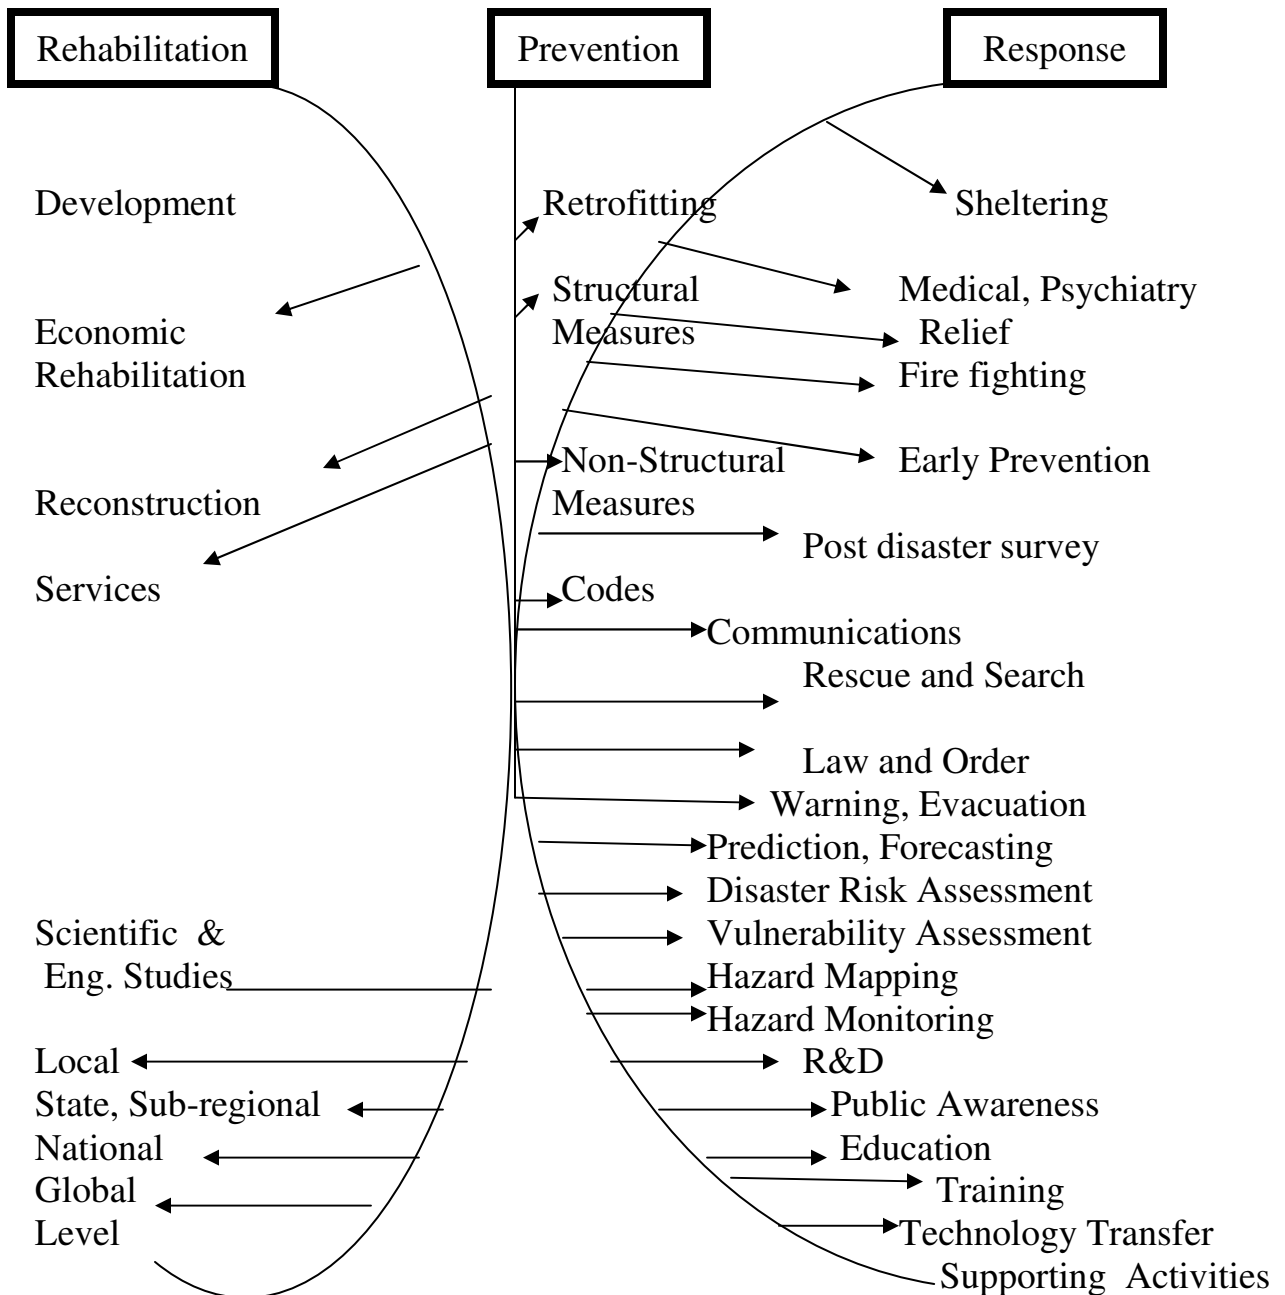 Rehabilitation
Prevention
Response
Development
Retrofitting
Sheltering
Structural
Medical, Psychiatry
Economic
Measures
Relief
Rehabilitation
Fire fighting
Non-Structural
Early Prevention
Reconstruction
Measures
Post disaster survey
Services
Codes
Communications
Rescue and Search
Law and Order
Warning, Evacuation
Prediction, Forecasting
Disaster Risk Assessment
Scientific &
Vulnerability Assessment
Eng. Studies
Hazard Mapping
Hazard Monitoring
Local
R&D
State, Sub-regional
Public Awareness
National
Education
Global
Training
Level
Technology Transfer
Supporting Activities